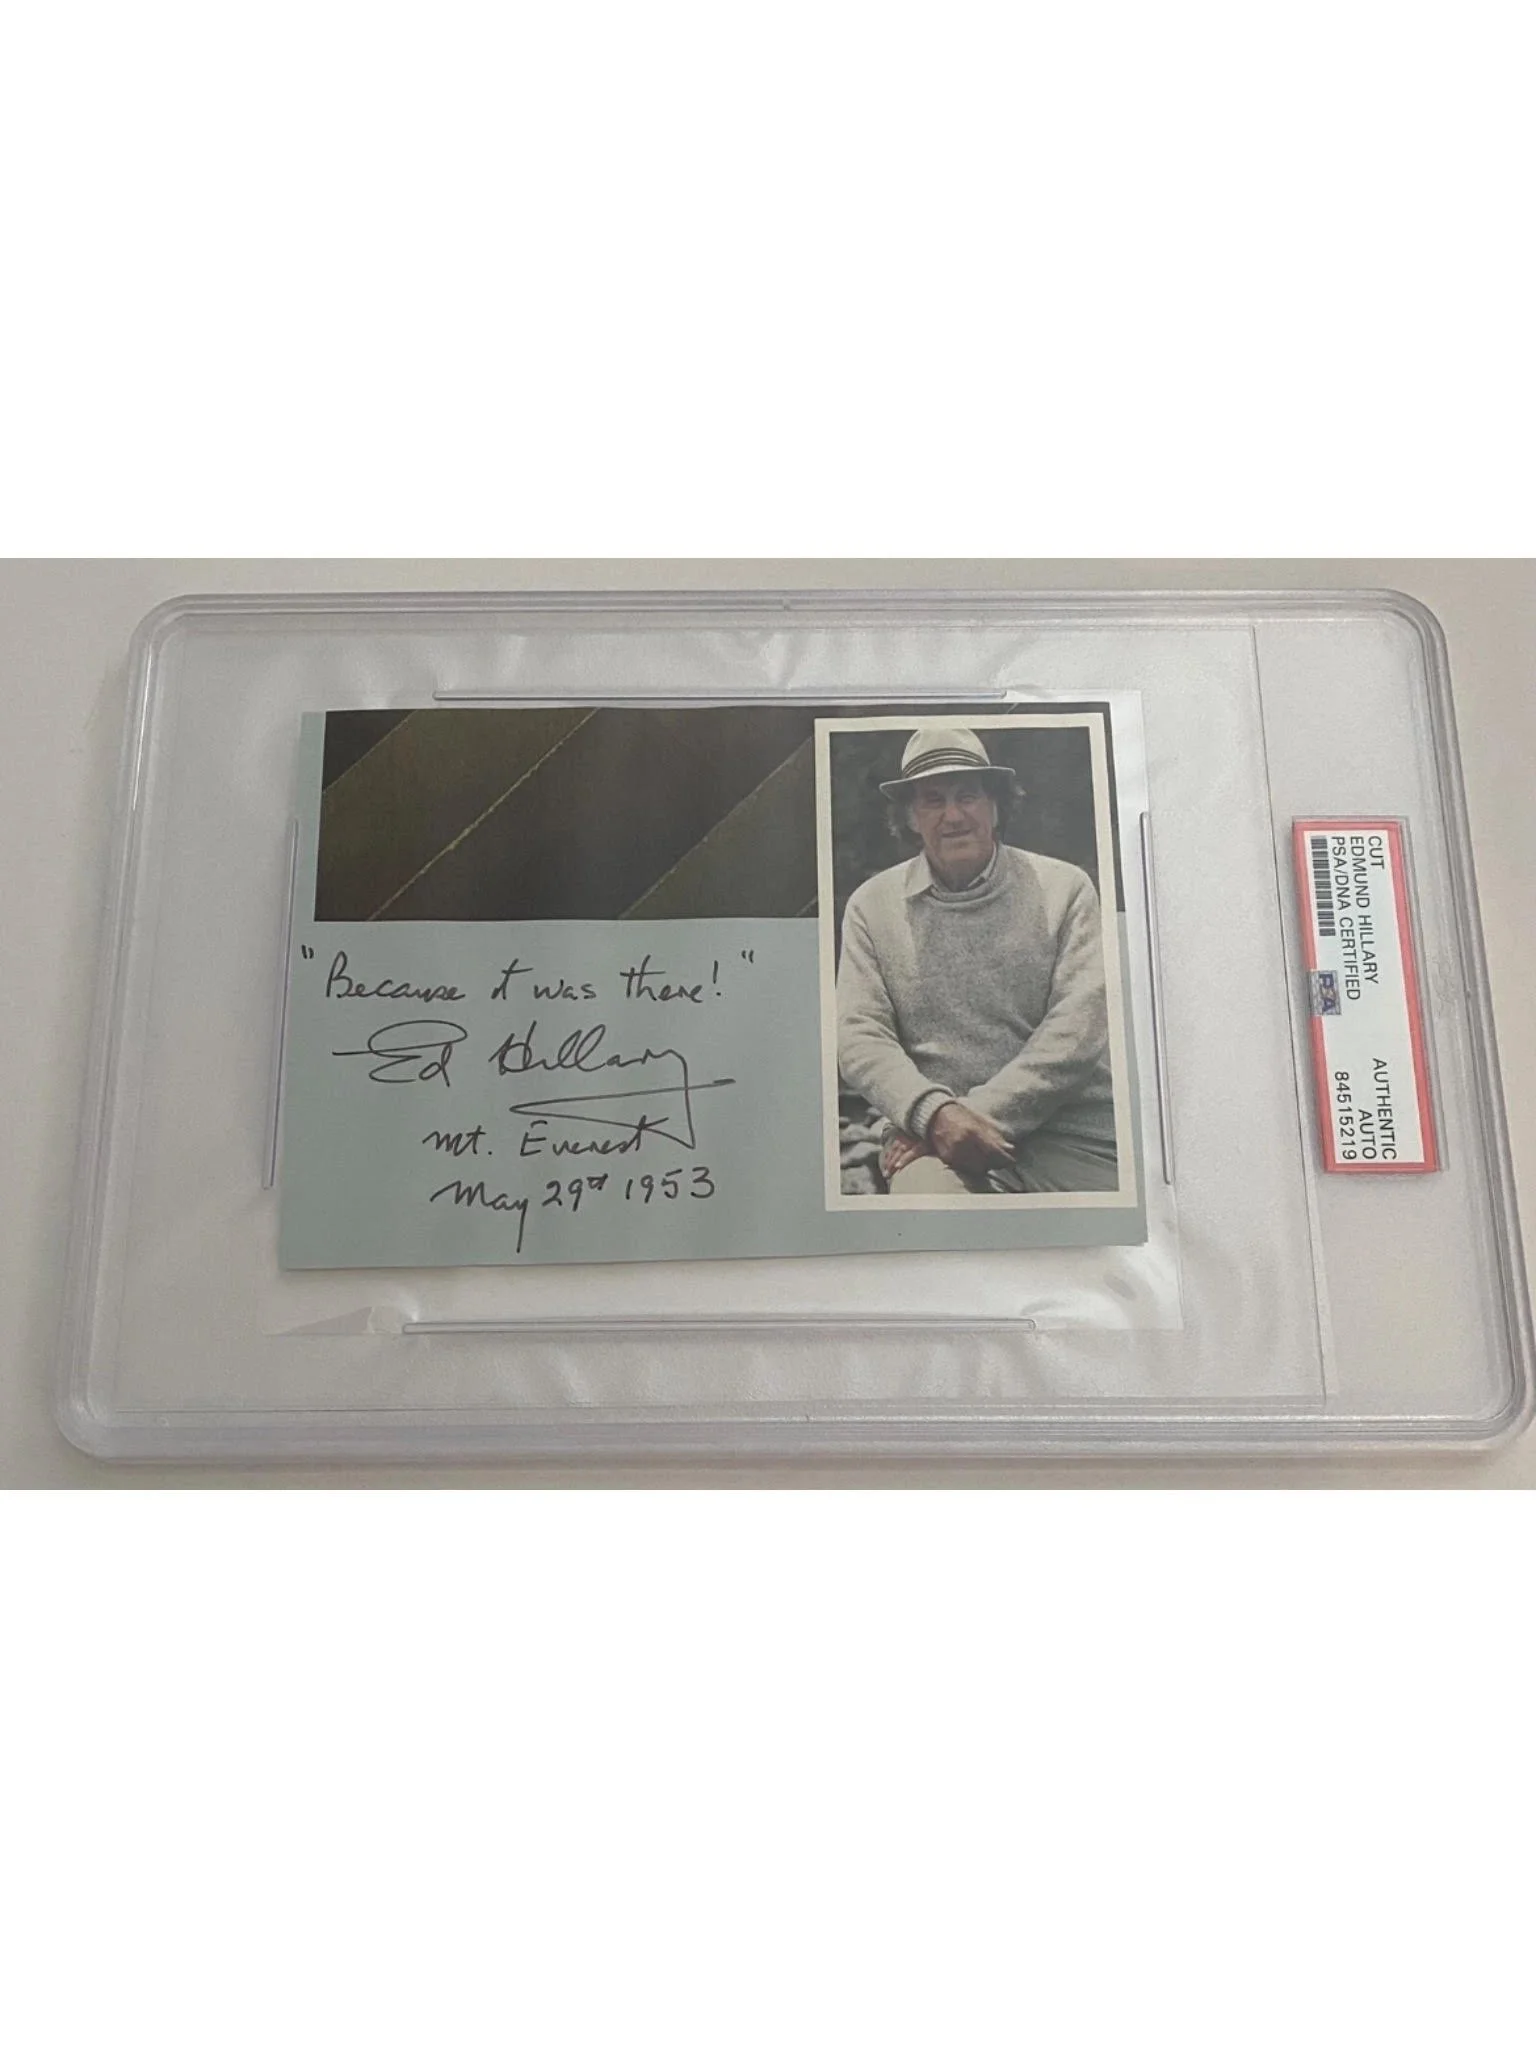 "Because it was there!"
Ed Hillary
Mt. Everest
May 29th 1953
CUT
EDMUND HILLARY
PSA/DNA CERTIFIED
PSA
AUTHENTIC
AUTO
84515219